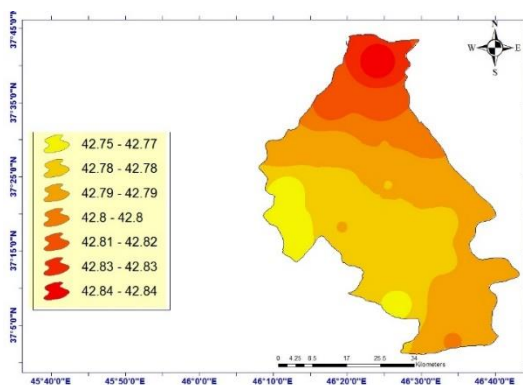 N
W E
S
37°45'0"N
37°35'0"N
37°25'0"N
37°15'0"N
37°5'0"N
42.75 - 42.77
42.78 - 42.78
42.79 - 42.79
42.8 - 42.8
42.81 - 42.82
42.83 - 42.83
42.84 - 42.84
0 4.25 8.5 17 25.5 34
Kilometers
45°40'0"E 45°50'0"E 46°0'0"E 46°10'0"E 46°20'0"E 46°30'0"E 46°40'0"E